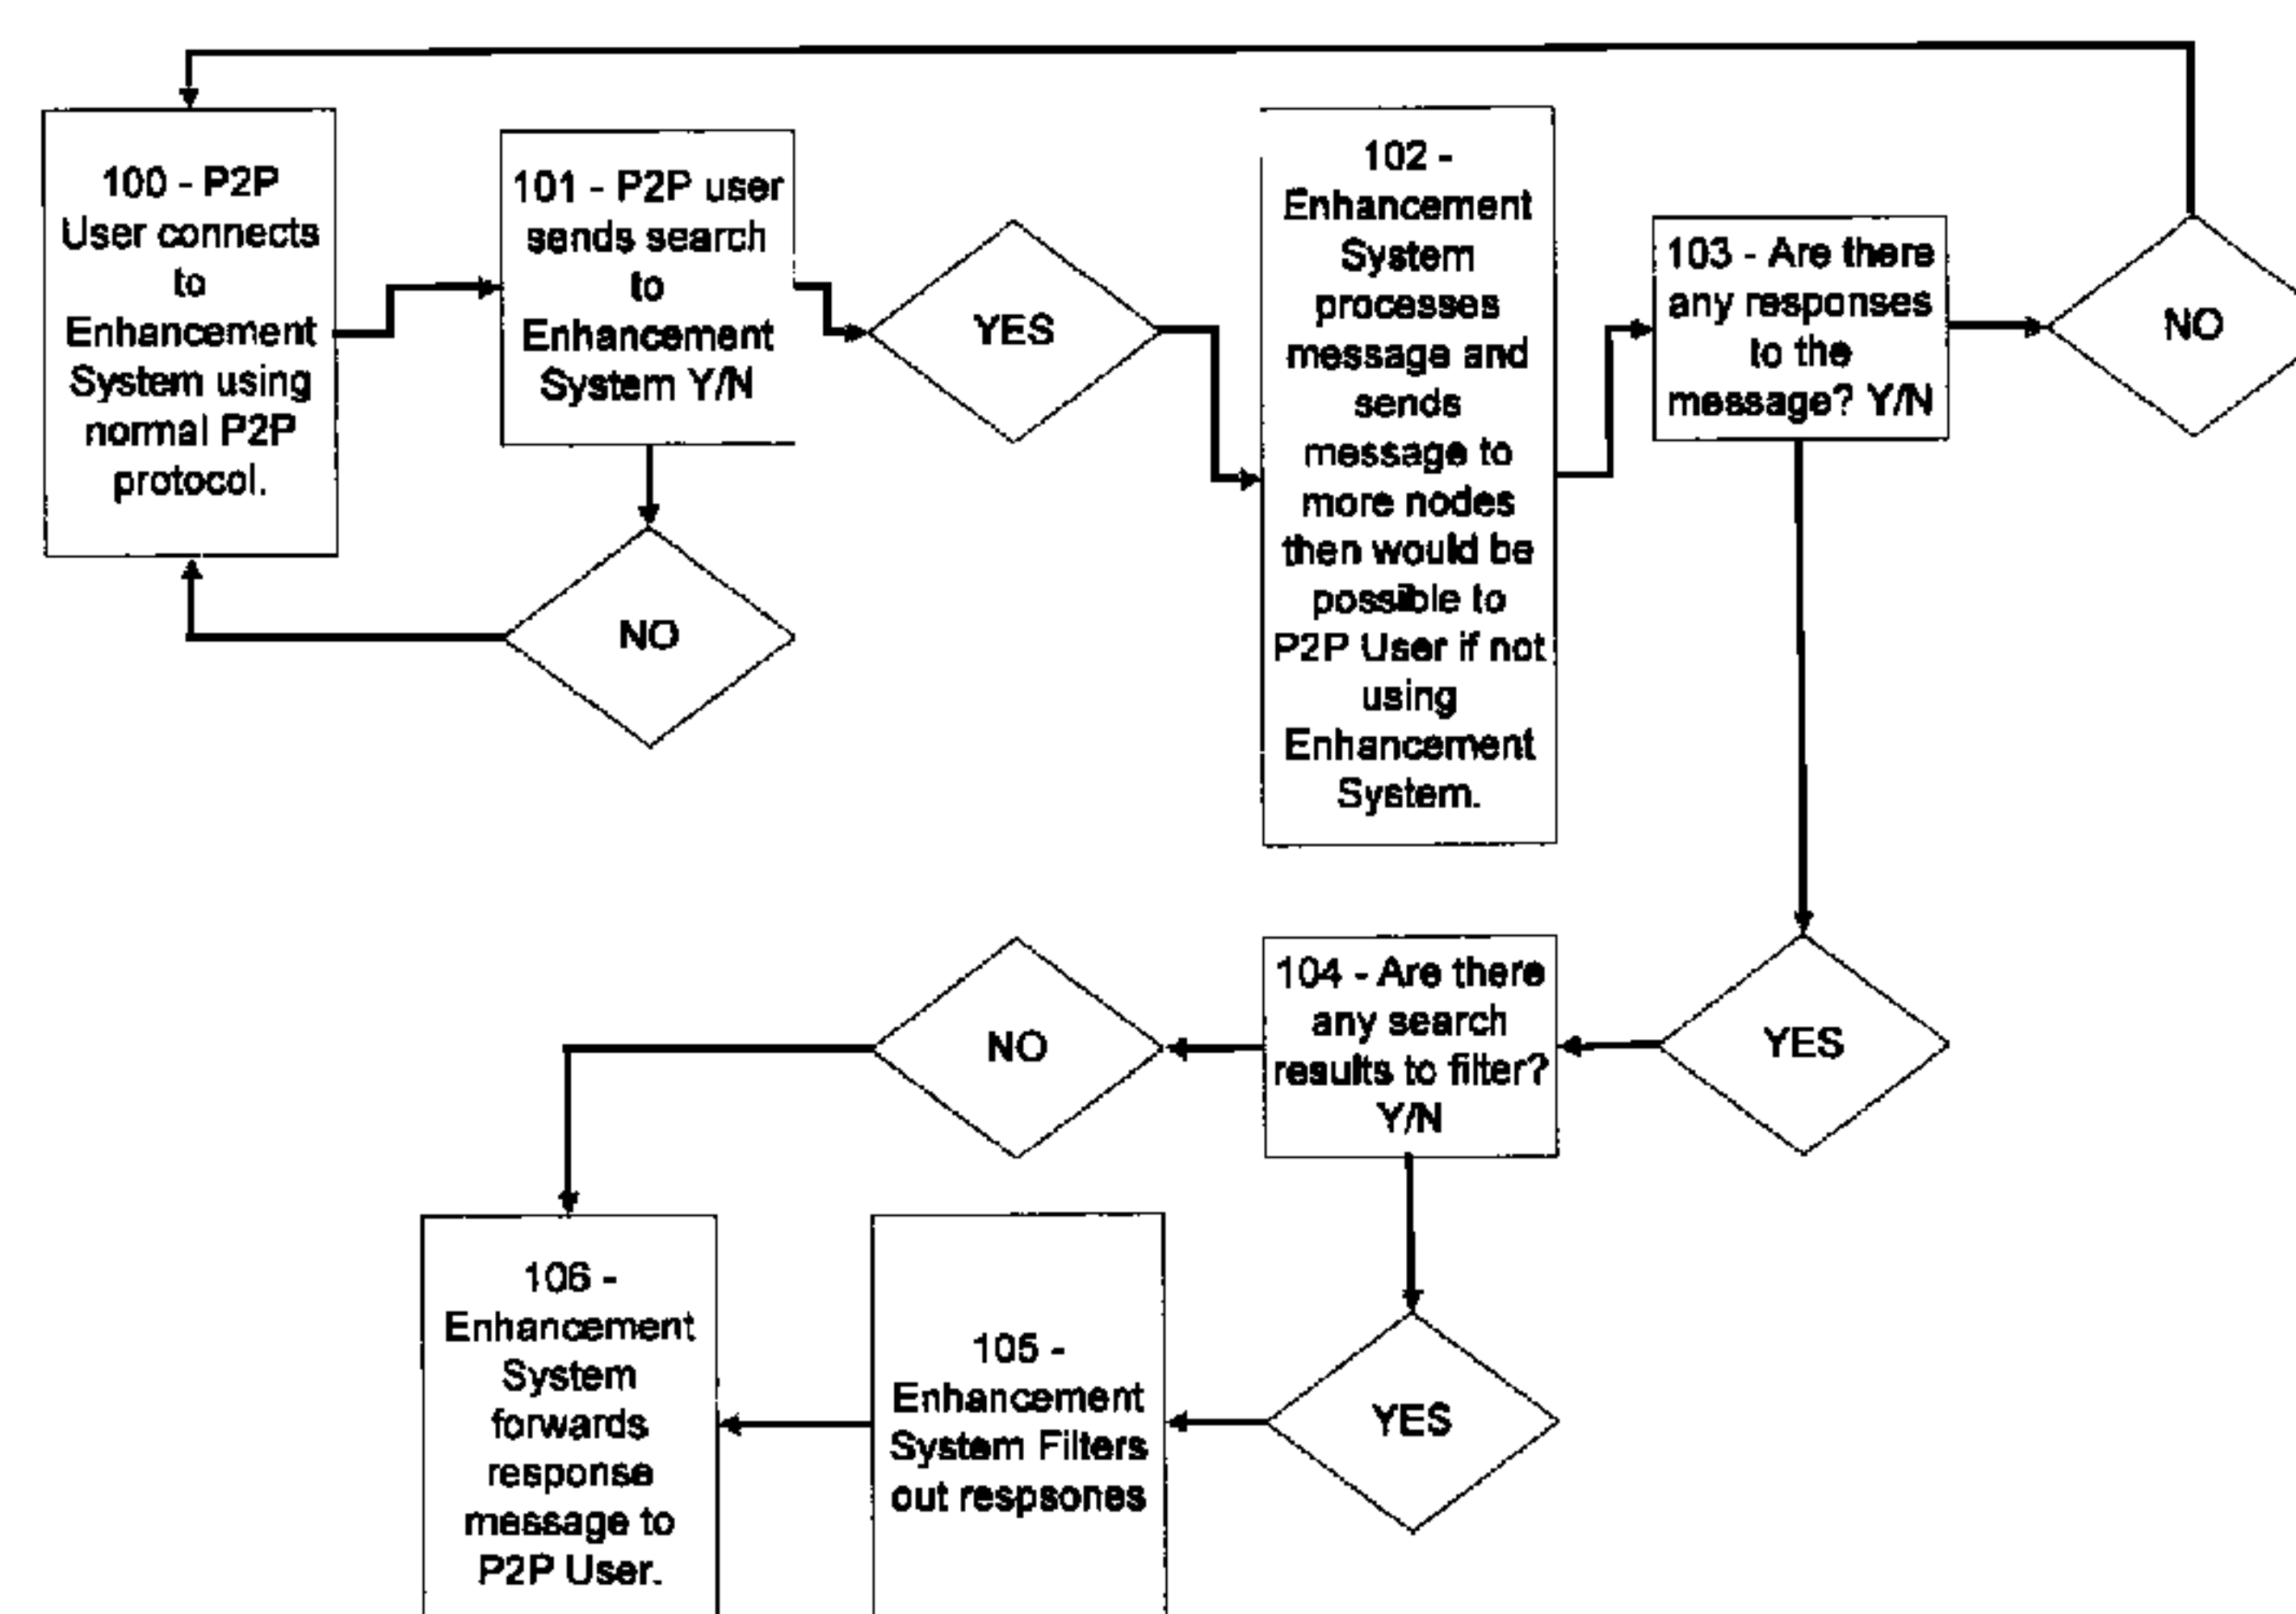 100 - P2P
User connects
to
Enhancement
System using
normal P2P
protocol.
101 - P2P user
sends search
to
Enhancement
System Y/N
YES
NO
102 -
Enhancement
System
processes
message and
sends
message to
more nodes
then would be
possible to
P2P User if not
using
Enhancement
System.
103 - Are there
any responses
to the
message? Y/N
NO
YES
104 - Are there
any search
results to filter?
Y/N
NO
YES
105 -
Enhancement
System Filters
out respsones
106 -
Enhancement
System
forwards
response
message to
P2P User.